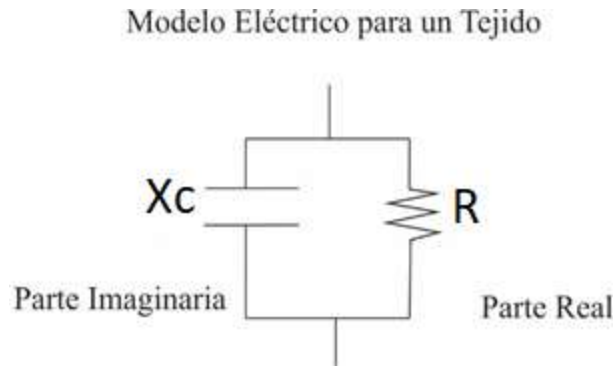 Modelo Eléctrico para un Tejido
Xc
R
Parte Imaginaria
Parte Real